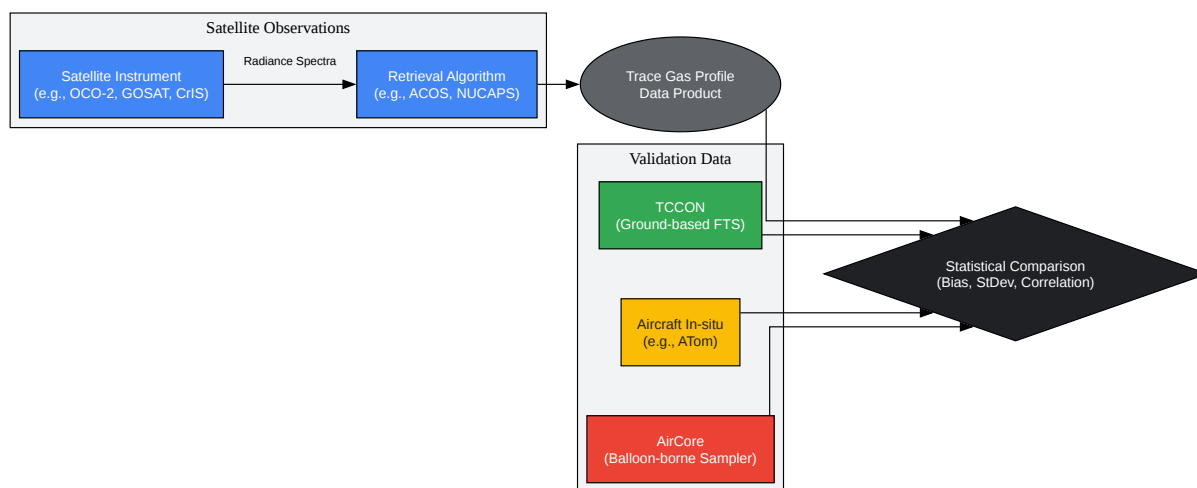 Satellite Observations
Satellite Instrument
(e.g., OCO-2, GOSAT, CrIS)
Radiance Spectra
Retrieval Algorithm
(e.g., ACOS, NUCAPS)
Trace Gas Profile
Data Product
Validation Data
TCCON
(Ground-based FTS)
Aircraft In-situ
(e.g., ATom)
AirCore
(Balloon-borne Sampler)
Statistical Comparison
(Bias, StDev, Correlation)